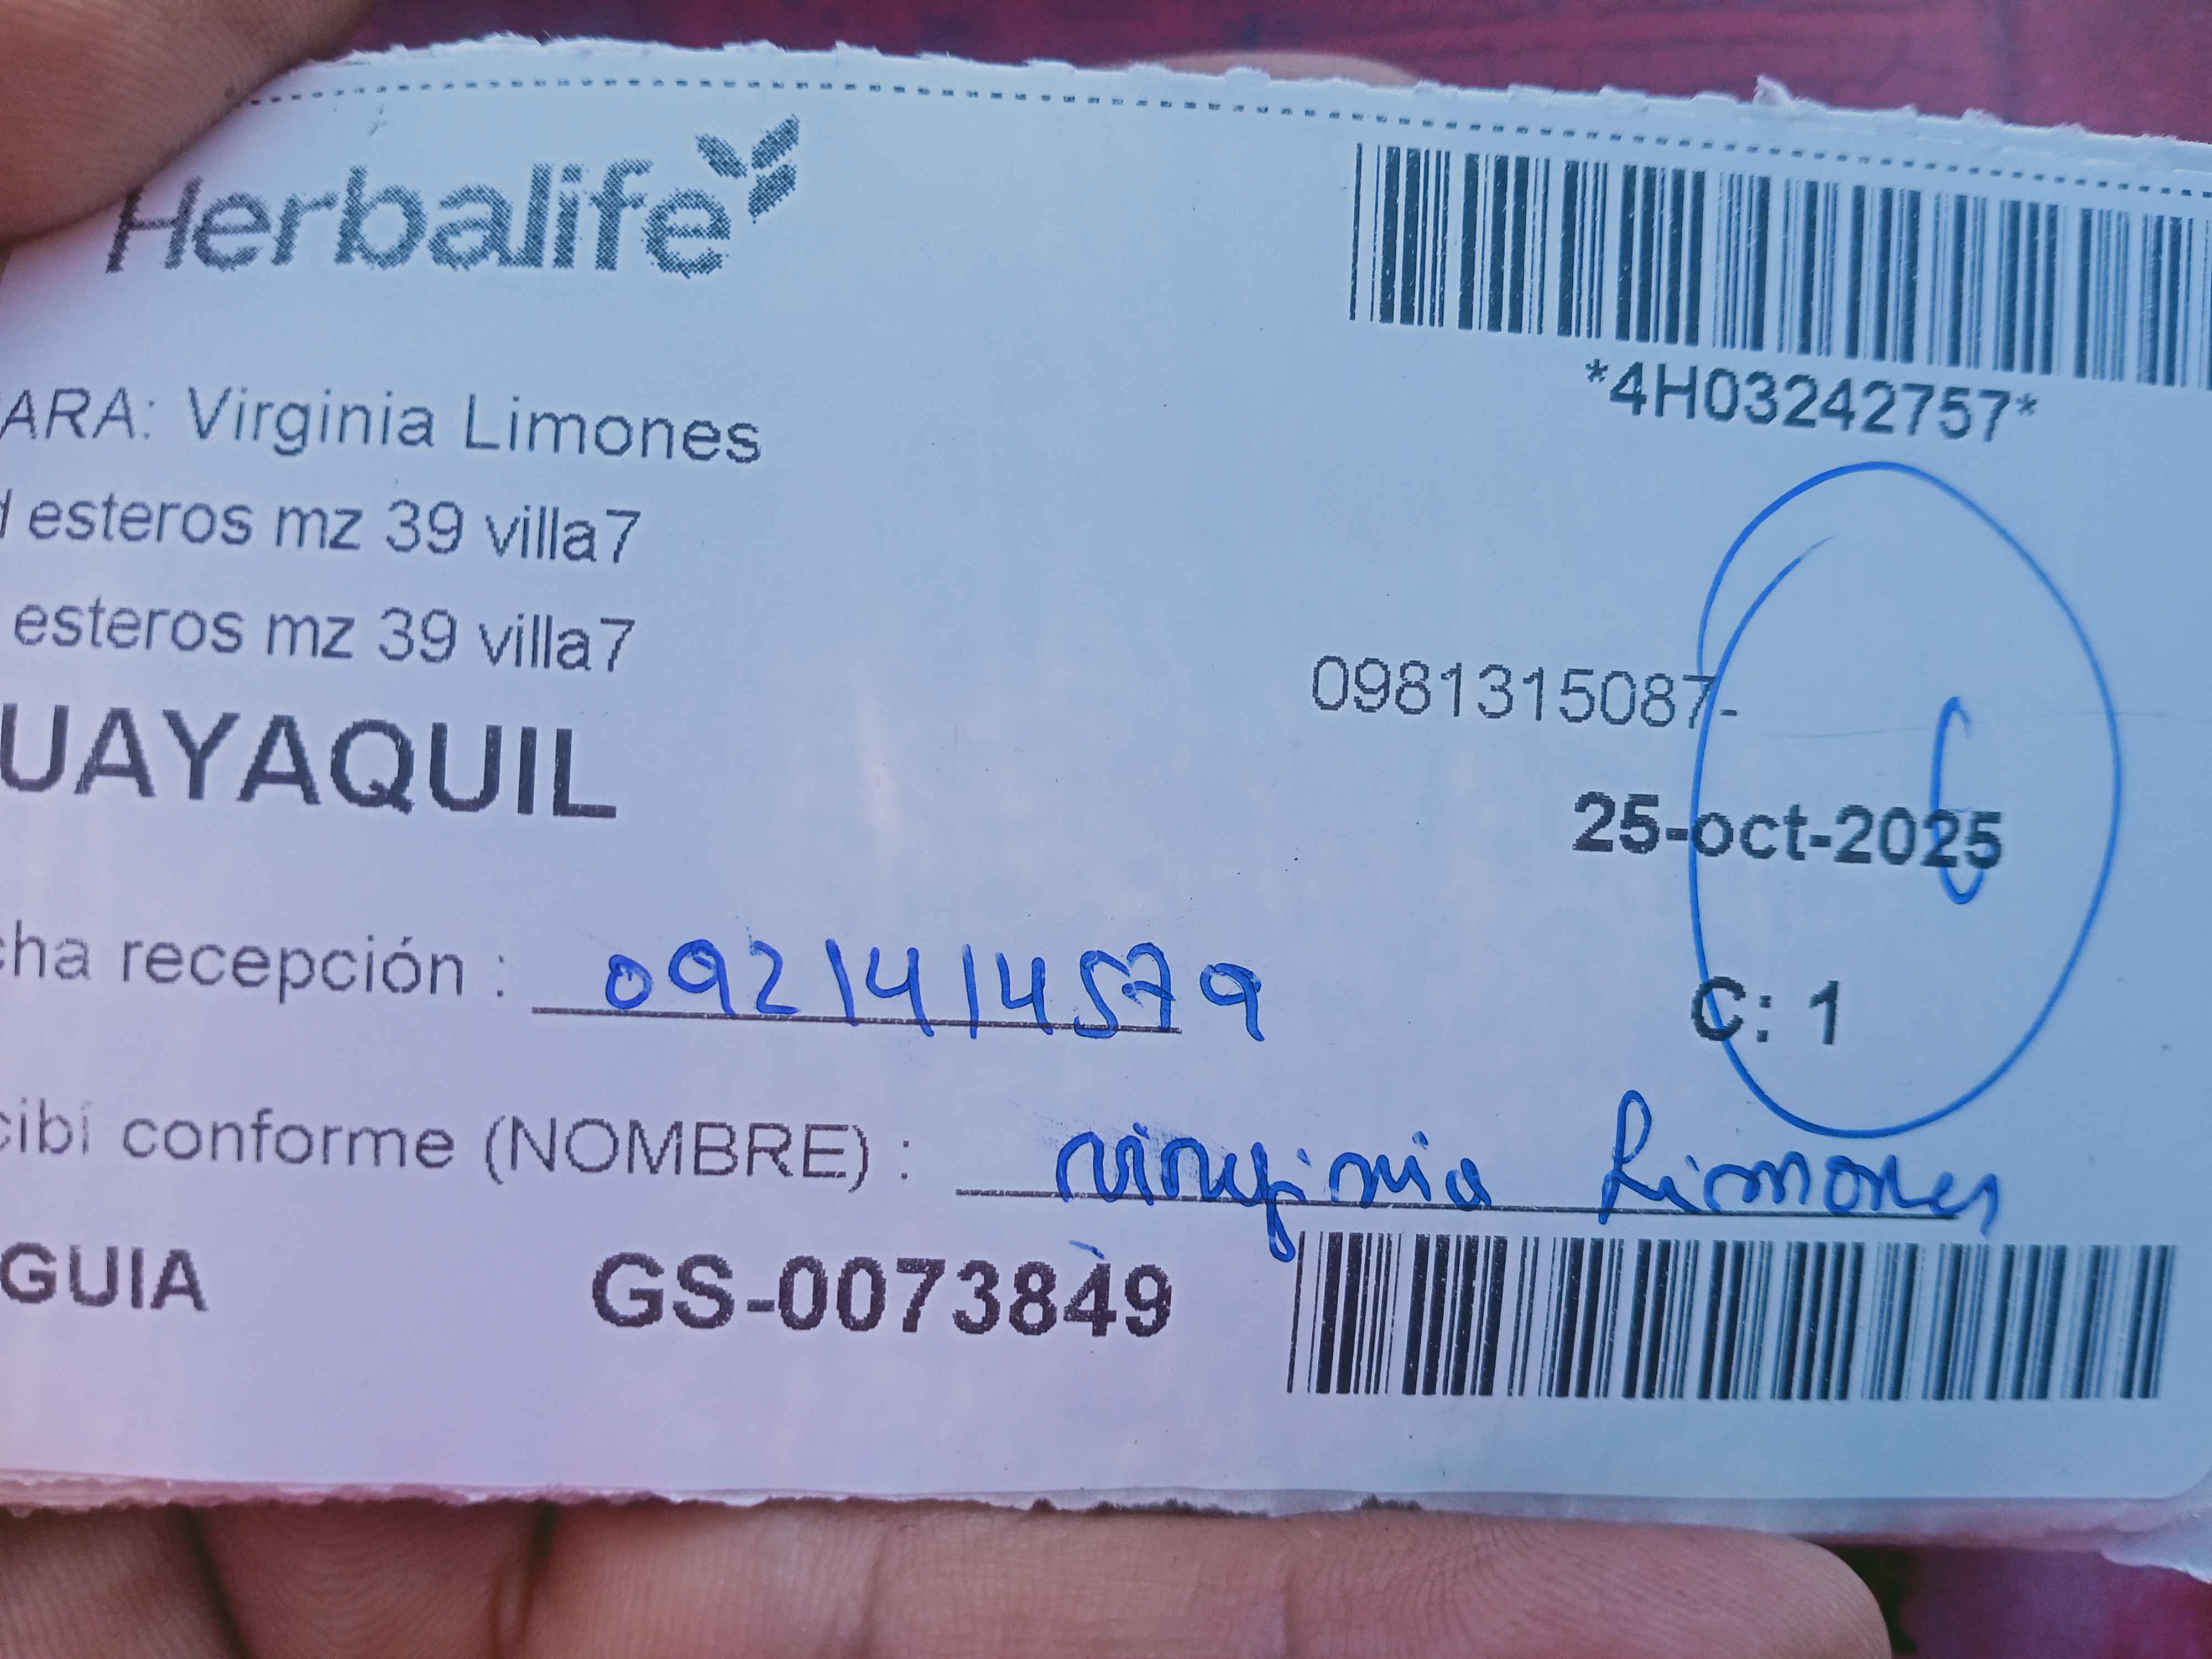 Herbalife
*4H03242757*
ARA: Virginia Limones
esteros mz 39 villa7
esteros mz 39 villa7
0981315087-
UAYAQUIL
25-oct-2025
cha recepción : 0921414579
C: 1
cibí conforme (NOMBRE) : Virginia Limones
GUIA GS-0073849